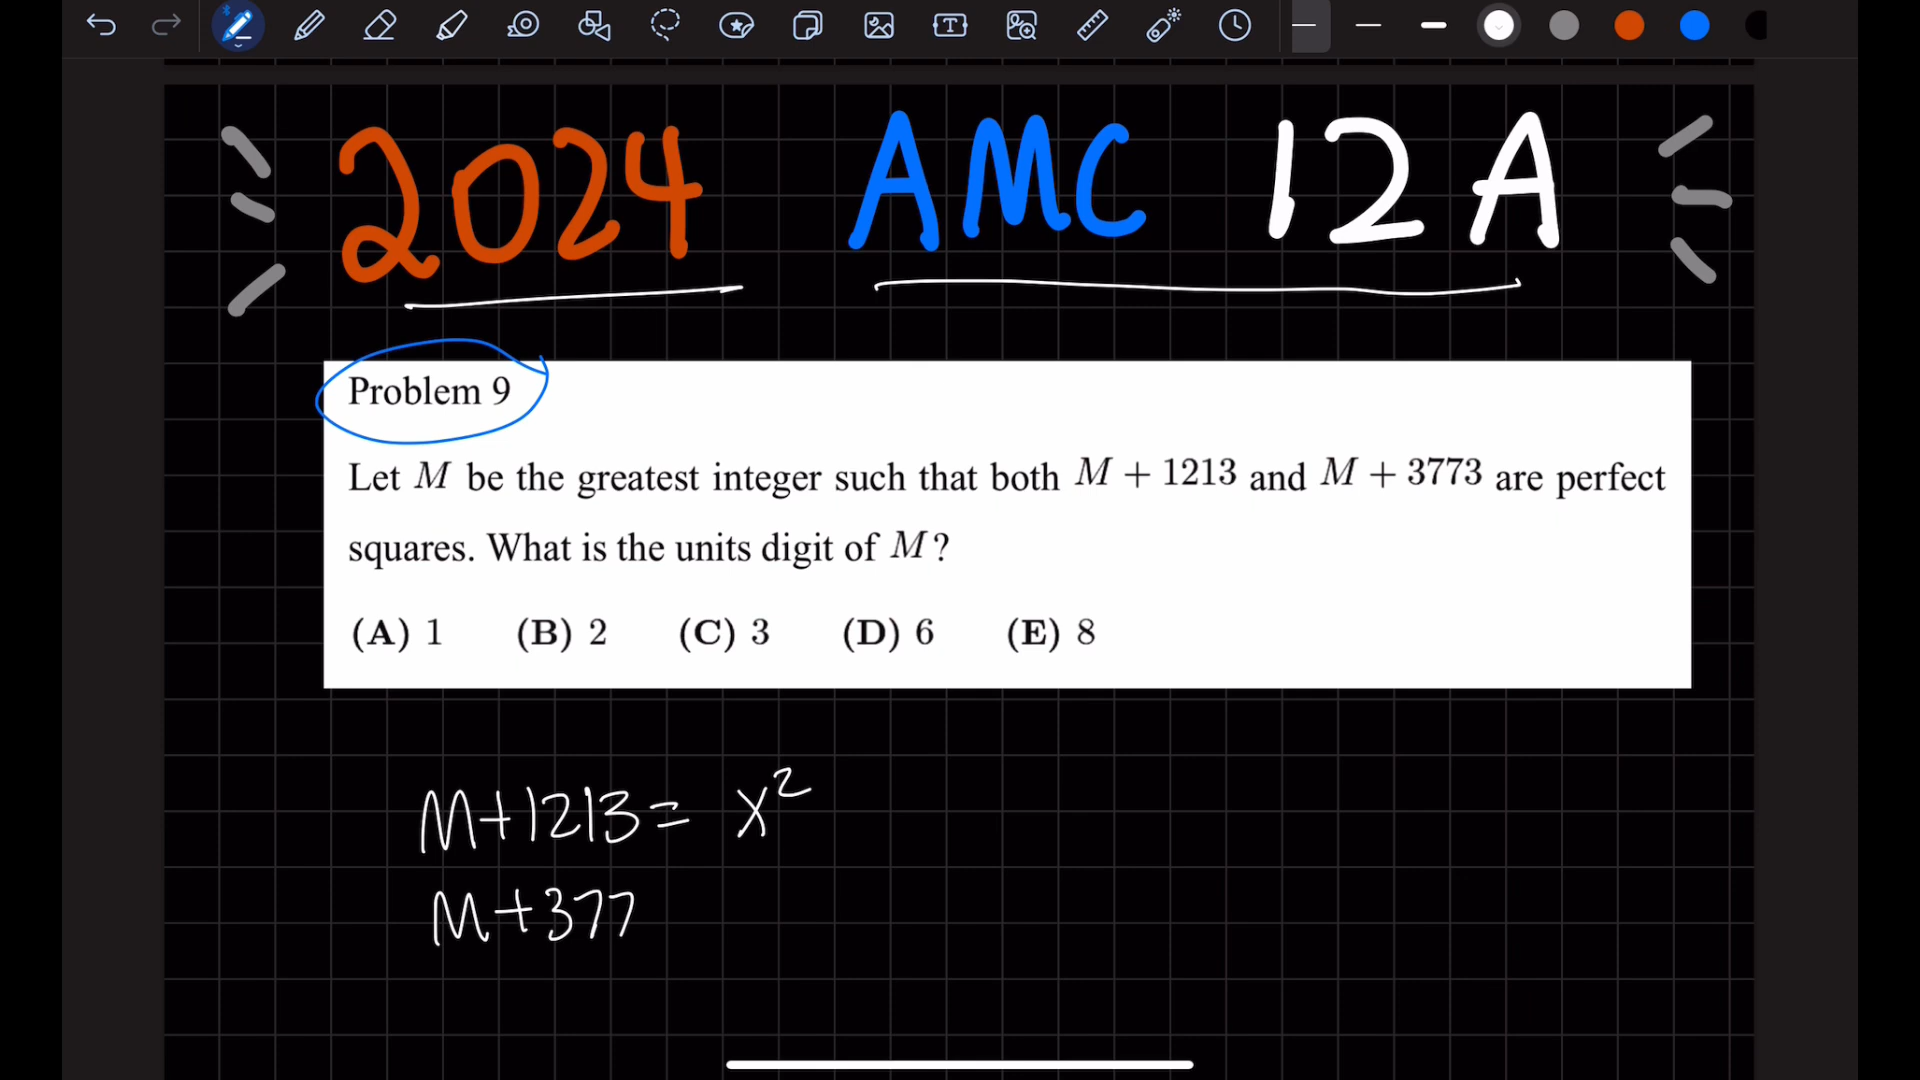 2024 AMC 12A
Problem 9
Let M be the greatest integer such that both M + 1213 and M + 3773 are perfect
squares. What is the units digit of M?
(A) 1 (B) 2 (C) 3 (D) 6 (E) 8
M+1213= x²
M+377